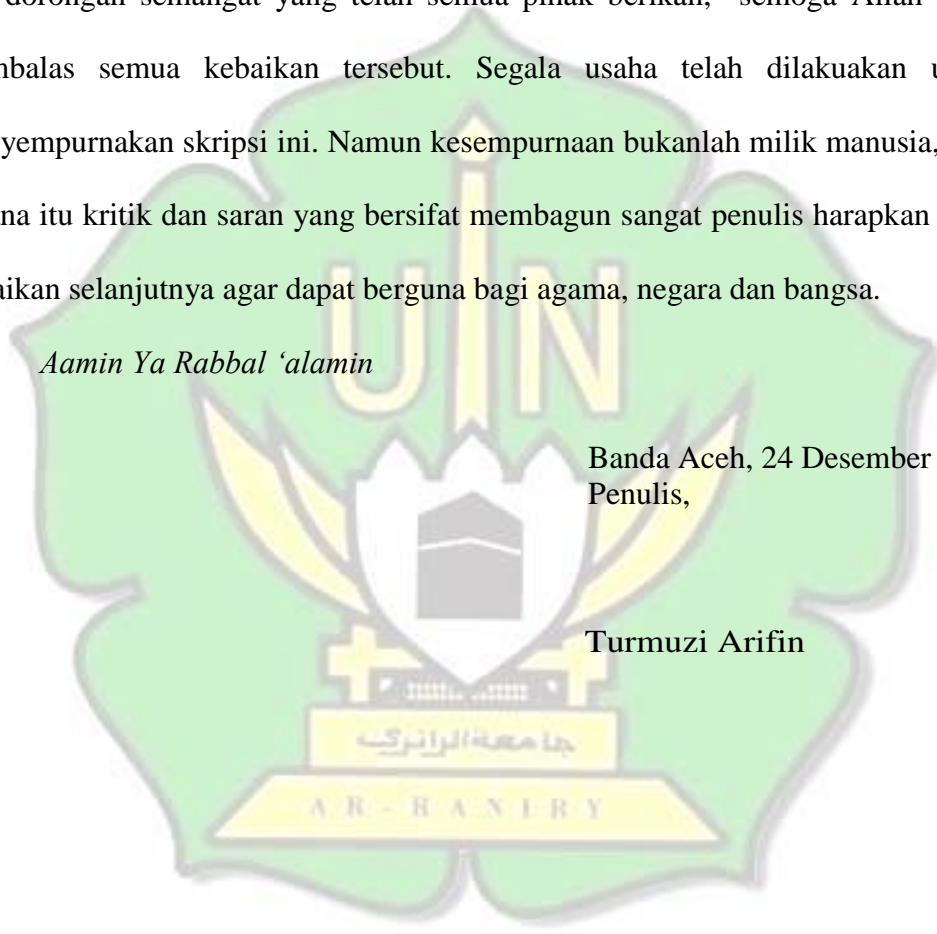 dorongan semangat yang telah semua pihak berikan, semoga Allah
mbalas semua kebaikan tersebut. Segala usaha telah dilakuakan u
yempurnakan skripsi ini. Namun kesempurnaan bukanlah milik manusia,
na itu kritik dan saran yang bersifat membagun sangat penulis harapkan
aikan selanjutnya agar dapat berguna bagi agama, negara dan bangsa.
Aamin Ya Rabbal ‘alamin
UIN
Banda Aceh, 24 Desember
Penulis,
Turmuzi Arifin
جامعة الرانري
AR-RANIRY